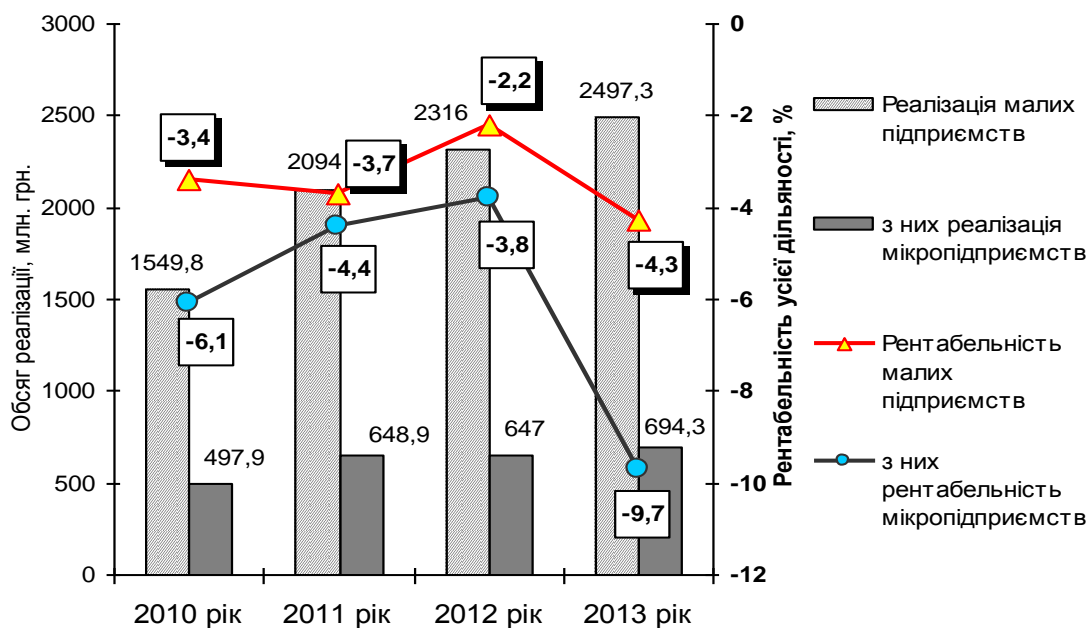 Обсяг реалізації, млн. грн.
3000
2500
2000
1500
1000
500
0
1549,8
2094
2316
2497,3
497,9
648,9
647
694,3
-3,4
-3,7
-2,2
-4,3
-6,1
-4,4
-3,8
-9,7
2010 рік
2011 рік
2012 рік
2013 рік
0
-2
-4
-6
-8
-10
-12
Рентабельність усієї дільяності, %
Реалізація малих
підприємств
з них реалізація
мікропідприємств
Рентабельність
малих
підприємств
з них
рентабельність
мікропідприємств